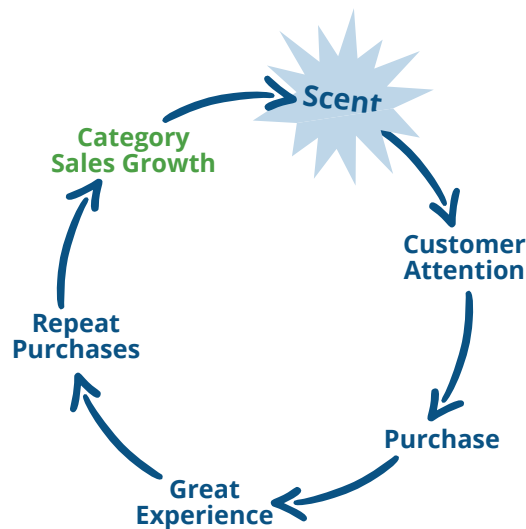 Scent
Customer
Attention
Purchase
Great
Experience
Repeat
Purchases
Category
Sales Growth